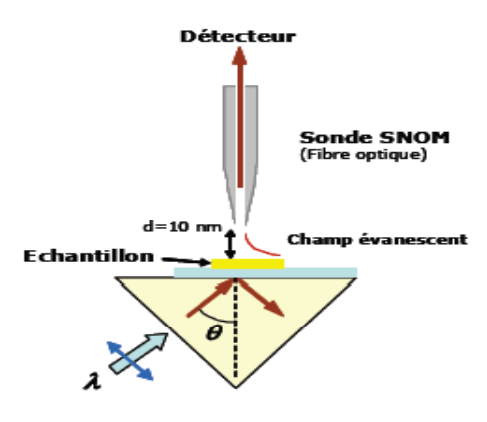 Détecteur
Sonde SNOM
(Fibre optique)
d=10 nm
Champ évanescent
Echantillon
θ
λ